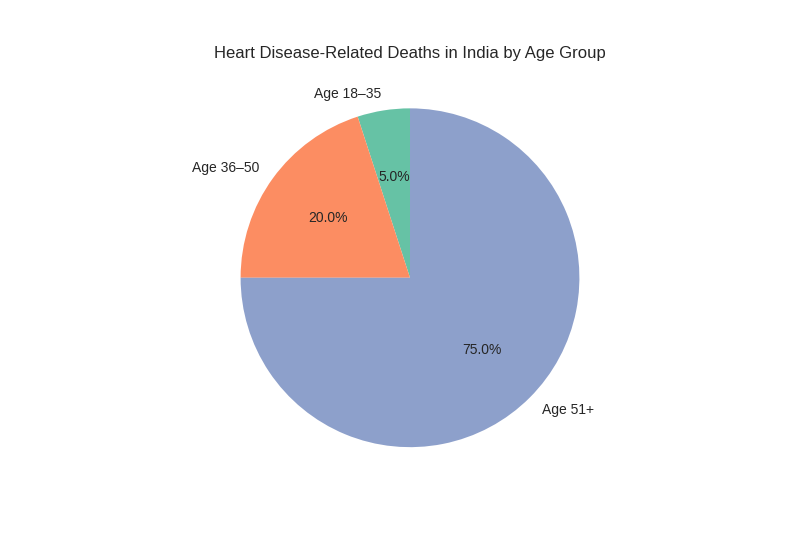 Heart Disease-Related Deaths in India by Age Group
Age 18–35
Age 36–50
5.0%
20.0%
75.0%
Age 51+